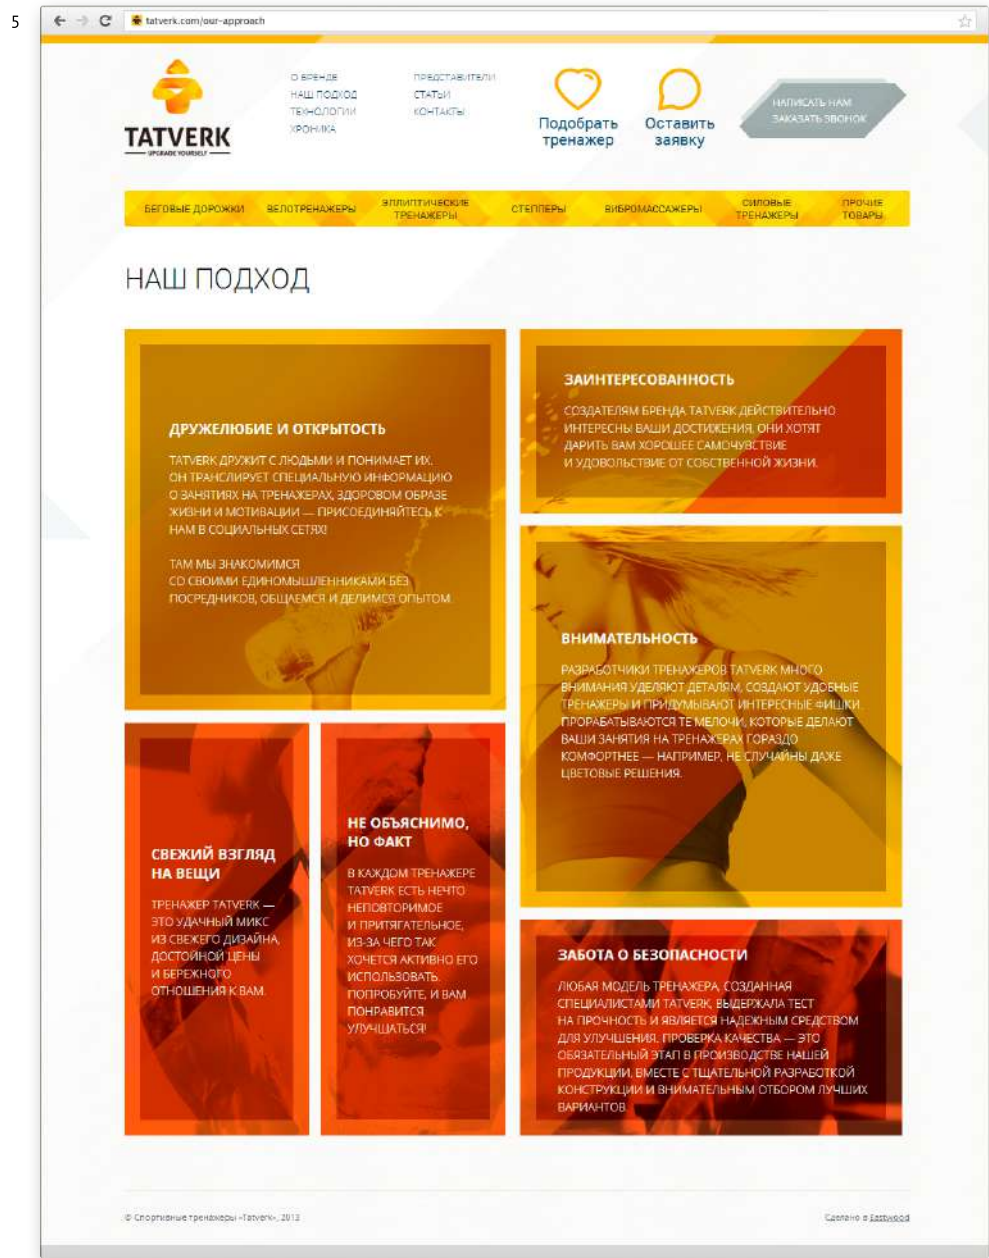 5
tatverk.com/our-approach
TATVERK
UPGRADE YOURSELF
О БРЕНДЕ
НАШ ПОДХОД
ТЕХНОЛОГИИ
ХРОНИКА
ПРЕДСТАВИТЕЛИ
СТАТЬИ
КОНТАКТЫ
Подобрать
тренажер
Оставить
заявку
НАПИСАТЬ НАМ
ЗАКАЗАТЬ ЗВОНОК
БЕГОВЫЕ ДОРОЖКИ
ВЕЛОТРЕНАЖЕРЫ
ЭЛЛИПТИЧЕСКИЕ
ТРЕНАЖЕРЫ
СТЕППЕРЫ
ВИБРОМАССАЖЕРЫ
СИЛОВЫЕ
ТРЕНАЖЕРЫ
ПРОЧИЕ
ТОВАРЫ
НАШ ПОДХОД
ДРУЖЕЛЮБИЕ И ОТКРЫТОСТЬ
TATVERK ДРУЖИТ С ЛЮДЬМИ И ПОНИМАЕТ ИХ.
ОН ТРАНСЛИРУЕТ СПЕЦИАЛЬНУЮ ИНФОРМАЦИЮ
О ЗАНЯТИЯХ НА ТРЕНАЖЕРАХ, ЗДОРОВОМ ОБРАЗЕ
ЖИЗНИ И МОТИВАЦИИ — ПРИСОЕДИНЯЙТЕСЬ К
НАМ В СОЦИАЛЬНЫХ СЕТЯХ!
ТАМ МЫ ЗНАКОМИМСЯ
СО СВОИМИ ЕДИНОМЫШЛЕННИКАМИ БЕЗ
ПОСРЕДНИКОВ, ОБЩАЕМСЯ И ДЕЛИМСЯ ОПЫТОМ.
ЗАИНТЕРЕСОВАННОСТЬ
СОЗДАТЕЛЯМ БРЕНДА TATVERK ДЕЙСТВИТЕЛЬНО
ИНТЕРЕСНЫ ВАШИ ДОСТИЖЕНИЯ. ОНИ ХОТЯТ
ДАРИТЬ ВАМ ХОРОШЕЕ САМОЧУВСТВИЕ
И УДОВОЛЬСТВИЕ ОТ СОБСТВЕННОЙ ЖИЗНИ.
ВНИМАТЕЛЬНОСТЬ
РАЗРАБОТЧИКИ ТРЕНАЖЕРОВ TATVERK МНОГО
ВНИМАНИЯ УДЕЛЯЮТ ДЕТАЛЯМ, СОЗДАЮТ УДОБНЫЕ
ТРЕНАЖЕРЫ И ПРИДУМЫВАЮТ ИНТЕРЕСНЫЕ ФИШКИ.
ПРОРАБАТЫВАЮТСЯ ТЕ МЕЛОЧИ, КОТОРЫЕ ДЕЛАЮТ
ВАШИ ЗАНЯТИЯ НА ТРЕНАЖЕРАХ ГОРАЗДО
КОМФОРТНЕЕ — НАПРИМЕР, НЕ СЛУЧАЙНЫ ДАЖЕ
ЦВЕТОВЫЕ РЕШЕНИЯ.
СВЕЖИЙ ВЗГЛЯД
НА ВЕЩИ
ТРЕНАЖЕР TATVERK —
ЭТО УДАЧНЫЙ МИКС
ИЗ СВЕЖЕГО ДИЗАЙНА,
ДОСТОЙНОЙ ЦЕНЫ
И БЕРЕЖНОГО
ОТНОШЕНИЯ К ВАМ.
НЕ ОБЪЯСНИМО,
НО ФАКТ
В КАЖДОМ ТРЕНАЖЕРЕ
TATVERK ЕСТЬ НЕЧТО
НЕПОВТОРИМОЕ
И ПРИТЯГАТЕЛЬНОЕ,
ИЗ-ЗА ЧЕГО ТАК
ХОЧЕТСЯ АКТИВНО ЕГО
ИСПОЛЬЗОВАТЬ.
ПОПРОБУЙТЕ, И ВАМ
ПОНРАВИТСЯ
УЛУЧШАТЬСЯ!
ЗАБОТА О БЕЗОПАСНОСТИ
ЛЮБАЯ МОДЕЛЬ ТРЕНАЖЕРА, СОЗДАННАЯ
СПЕЦИАЛИСТАМИ TATVERK, ВЫДЕРЖАЛА ТЕСТ
НА ПРОЧНОСТЬ И ЯВЛЯЕТСЯ НАДЕЖНЫМ СРЕДСТВОМ
ДЛЯ УЛУЧШЕНИЯ. ПРОВЕРКА КАЧЕСТВА — ЭТО
ОБЯЗАТЕЛЬНЫЙ ЭТАП В ПРОИЗВОДСТВЕ НАШЕЙ
ПРОДУКЦИИ, ВМЕСТЕ С ТЩАТЕЛЬНОЙ РАЗРАБОТКОЙ
КОНСТРУКЦИИ И ВНИМАТЕЛЬНЫМ ОТБОРОМ ЛУЧШИХ
ВАРИАНТОВ.
© Спортивные тренажеры «Tatverk», 2013
Сделано в Eastwood